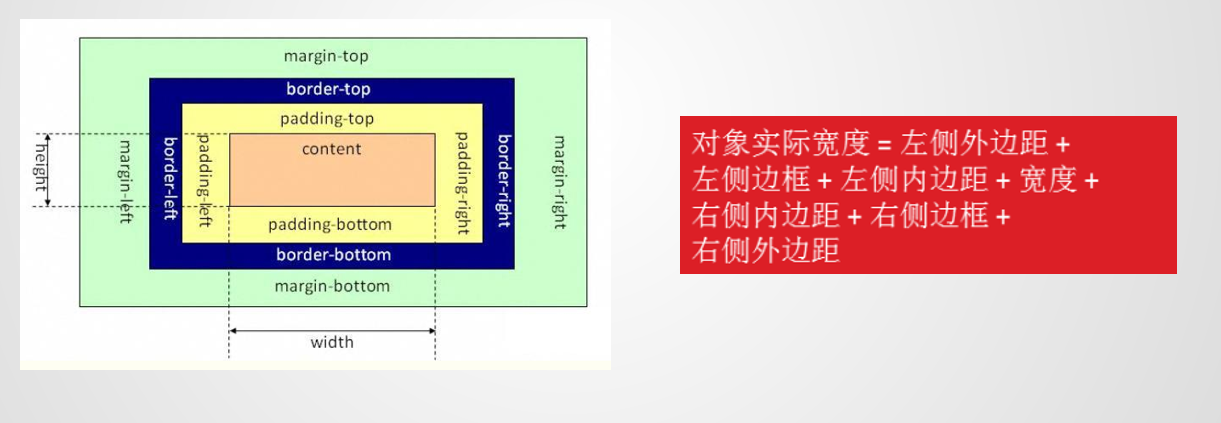 margin-top
border-top
padding-top
content
height
margin-left
border-left
padding-left
padding-right
border-right
margin-right
padding-bottom
border-bottom
margin-bottom
width
对象实际宽度 = 左侧外边距 +
左侧边框 + 左侧内边距 + 宽度 +
右侧内边距 + 右侧边框 +
右侧外边距